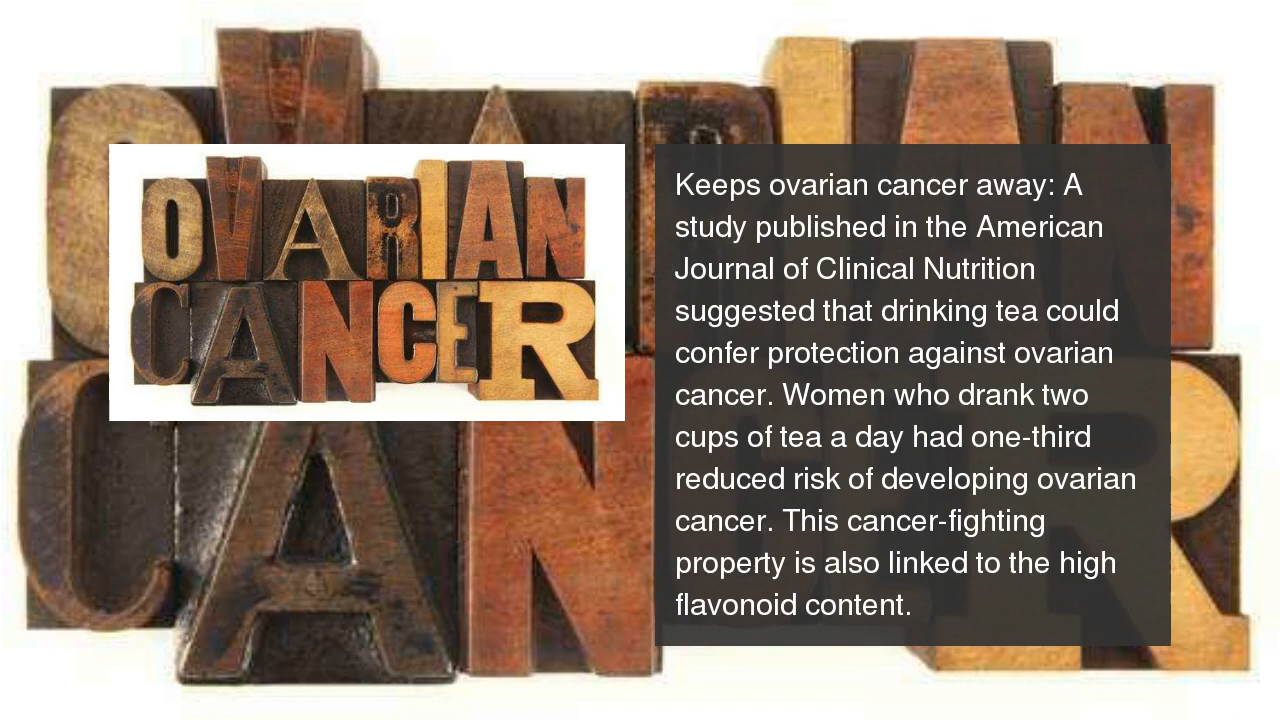 OVARIAN
CANCER
Keeps ovarian cancer away: A
study published in the American
Journal of Clinical Nutrition
suggested that drinking tea could
confer protection against ovarian
cancer. Women who drank two
cups of tea a day had one-third
reduced risk of developing ovarian
cancer. This cancer-fighting
property is also linked to the high
flavonoid content.